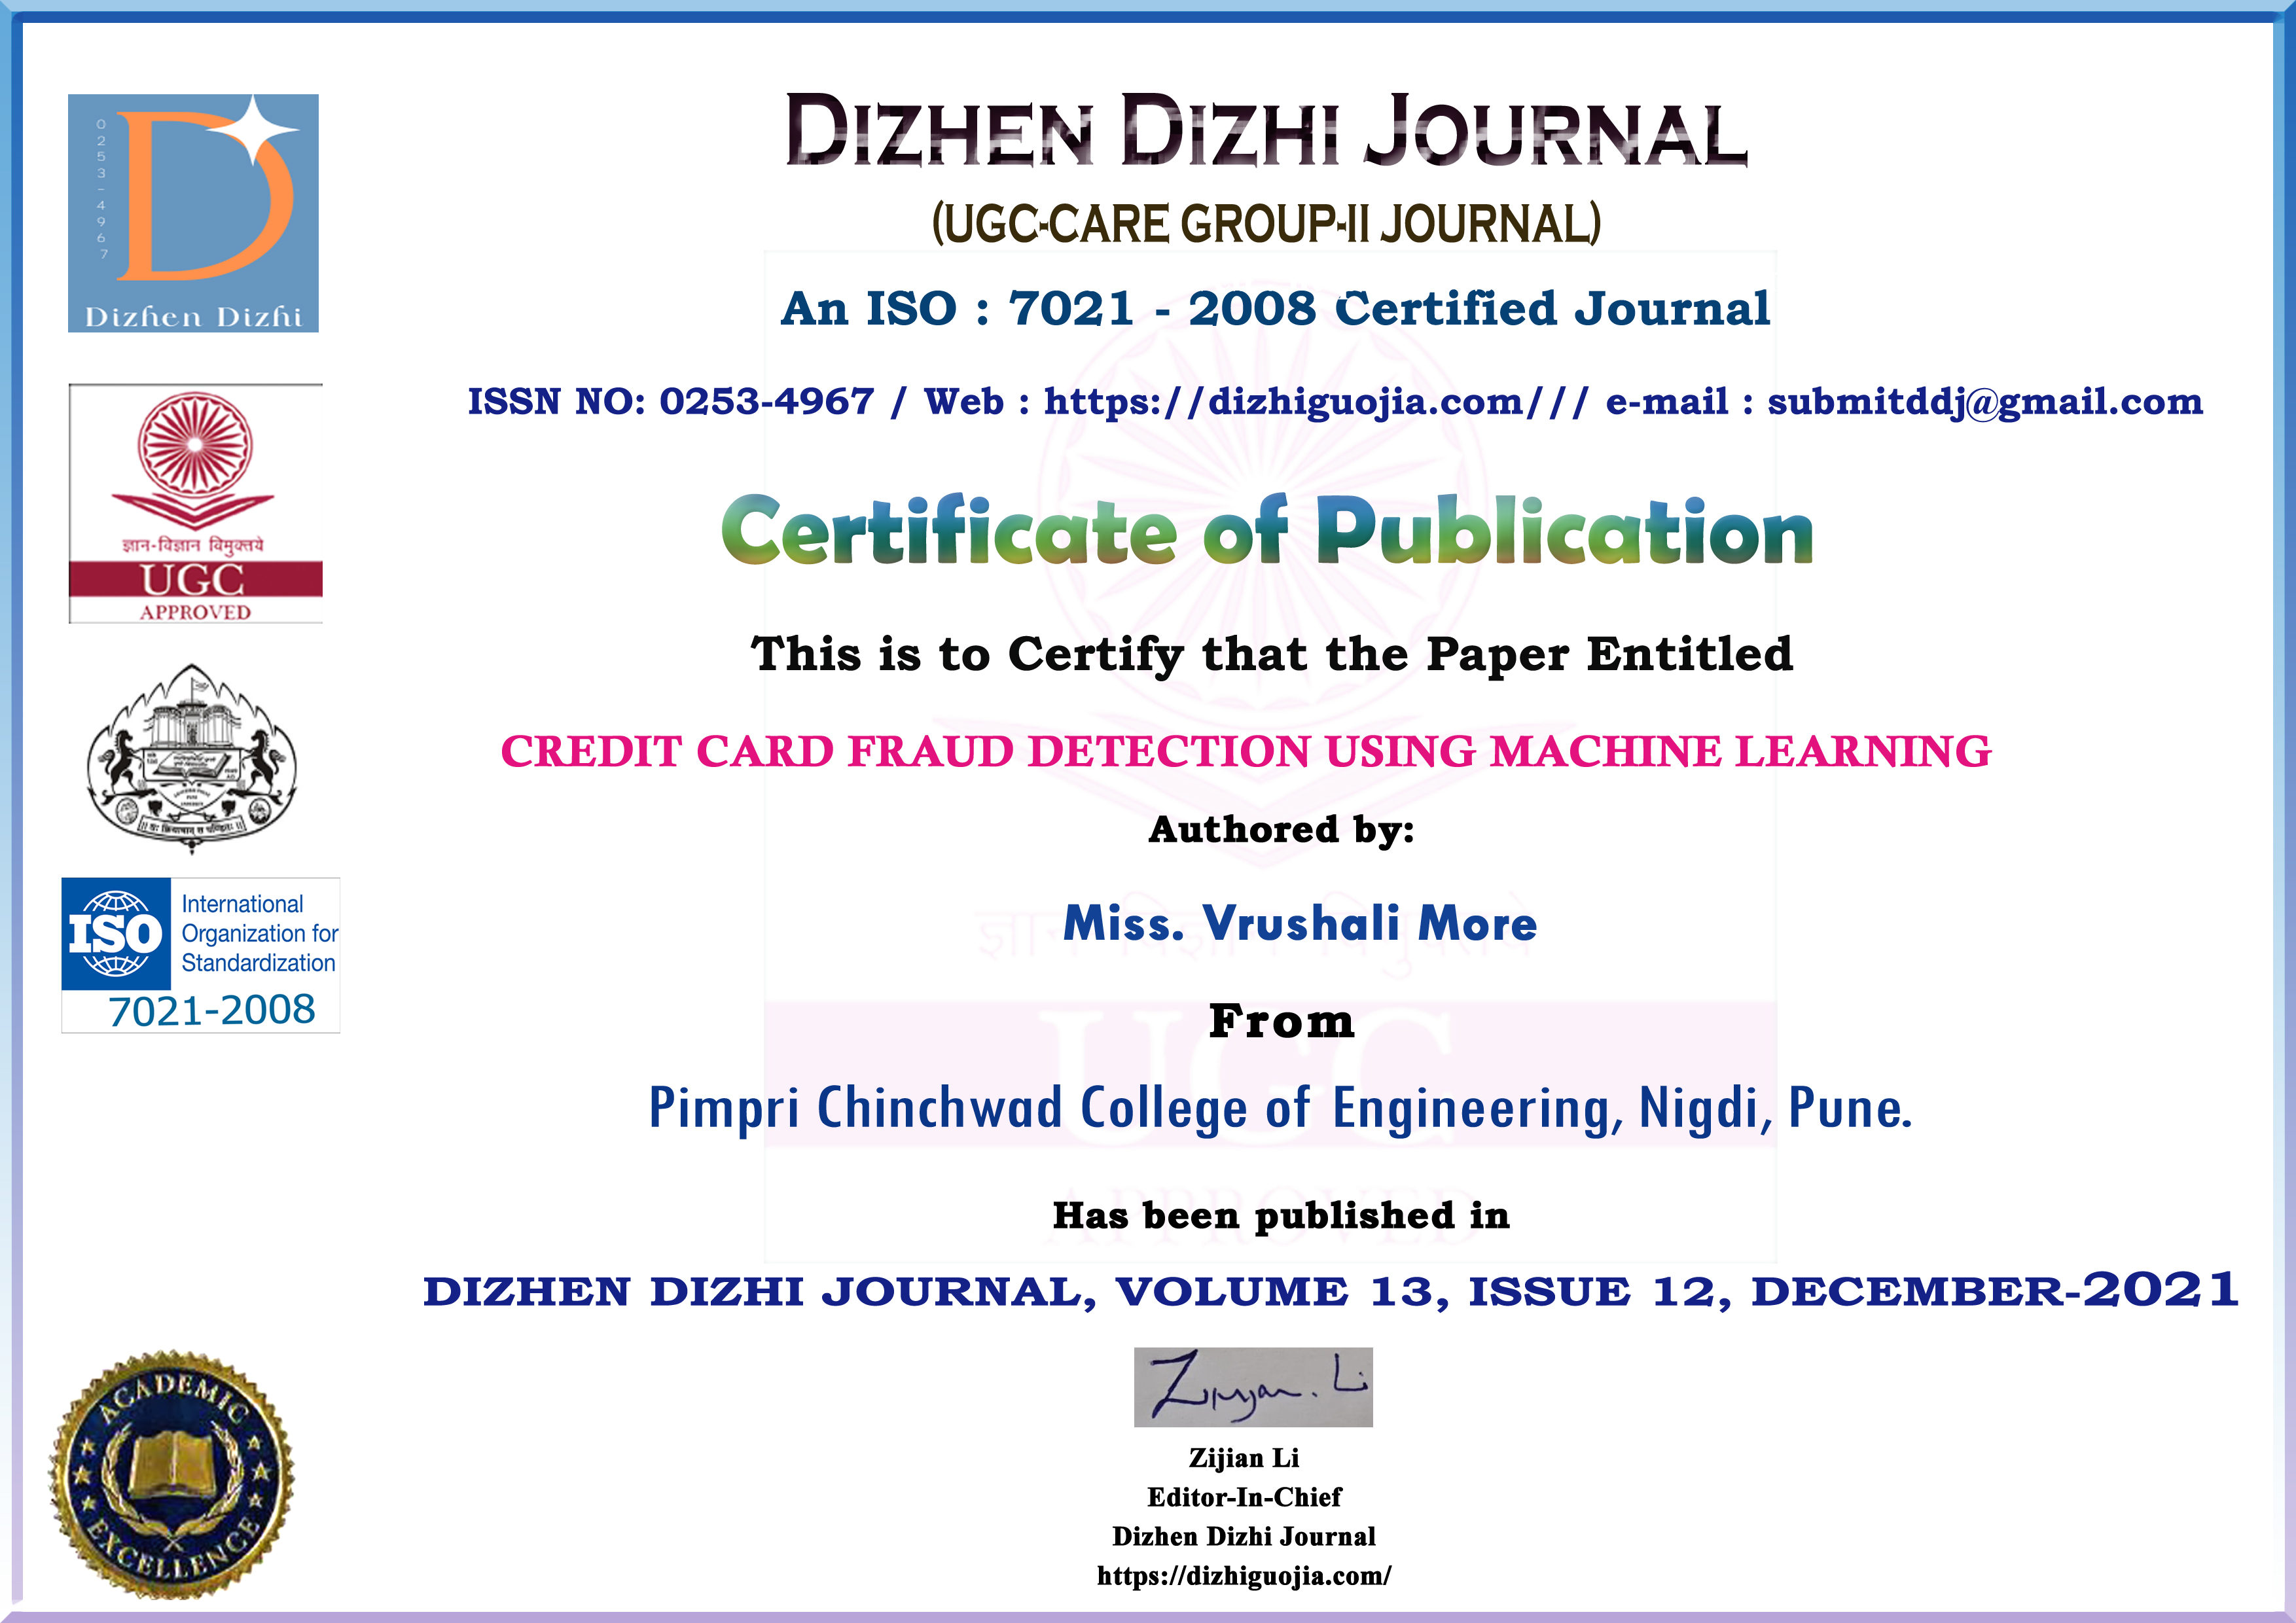 DIZHEN DIZHI JOURNAL
(UGC-CARE GROUP-II JOURNAL)
An ISO : 7021 - 2008 Certified Journal
ISSN NO: 0253-4967 / Web : https://dizhiguojia.com/// e-mail : submitddj@gmail.com
Certificate of Publication
This is to Certify that the Paper Entitled
CREDIT CARD FRAUD DETECTION USING MACHINE LEARNING
Authored by:
Miss. Vrushali More
From
Pimpri Chinchwad College of Engineering, Nigdi, Pune.
Has been published in
DIZHEN DIZHI JOURNAL, VOLUME 13, ISSUE 12, DECEMBER-2021
Zijian. Li
Zijian Li
Editor-In-Chief
Dizhen Dizhi Journal
https://dizhiguojia.com/
0253-4967
Dizhen Dizhi
ज्ञान-विज्ञान विमुक्तये
UGC
APPROVED
|| यः क्रियावान् स पण्डितः ||
ISO
International
Organization for
Standardization
7021-2008
ACADEMIC
EXCELLENCE
ज्ञान-विज्ञान विमुक्तये
UGC
APPROVED